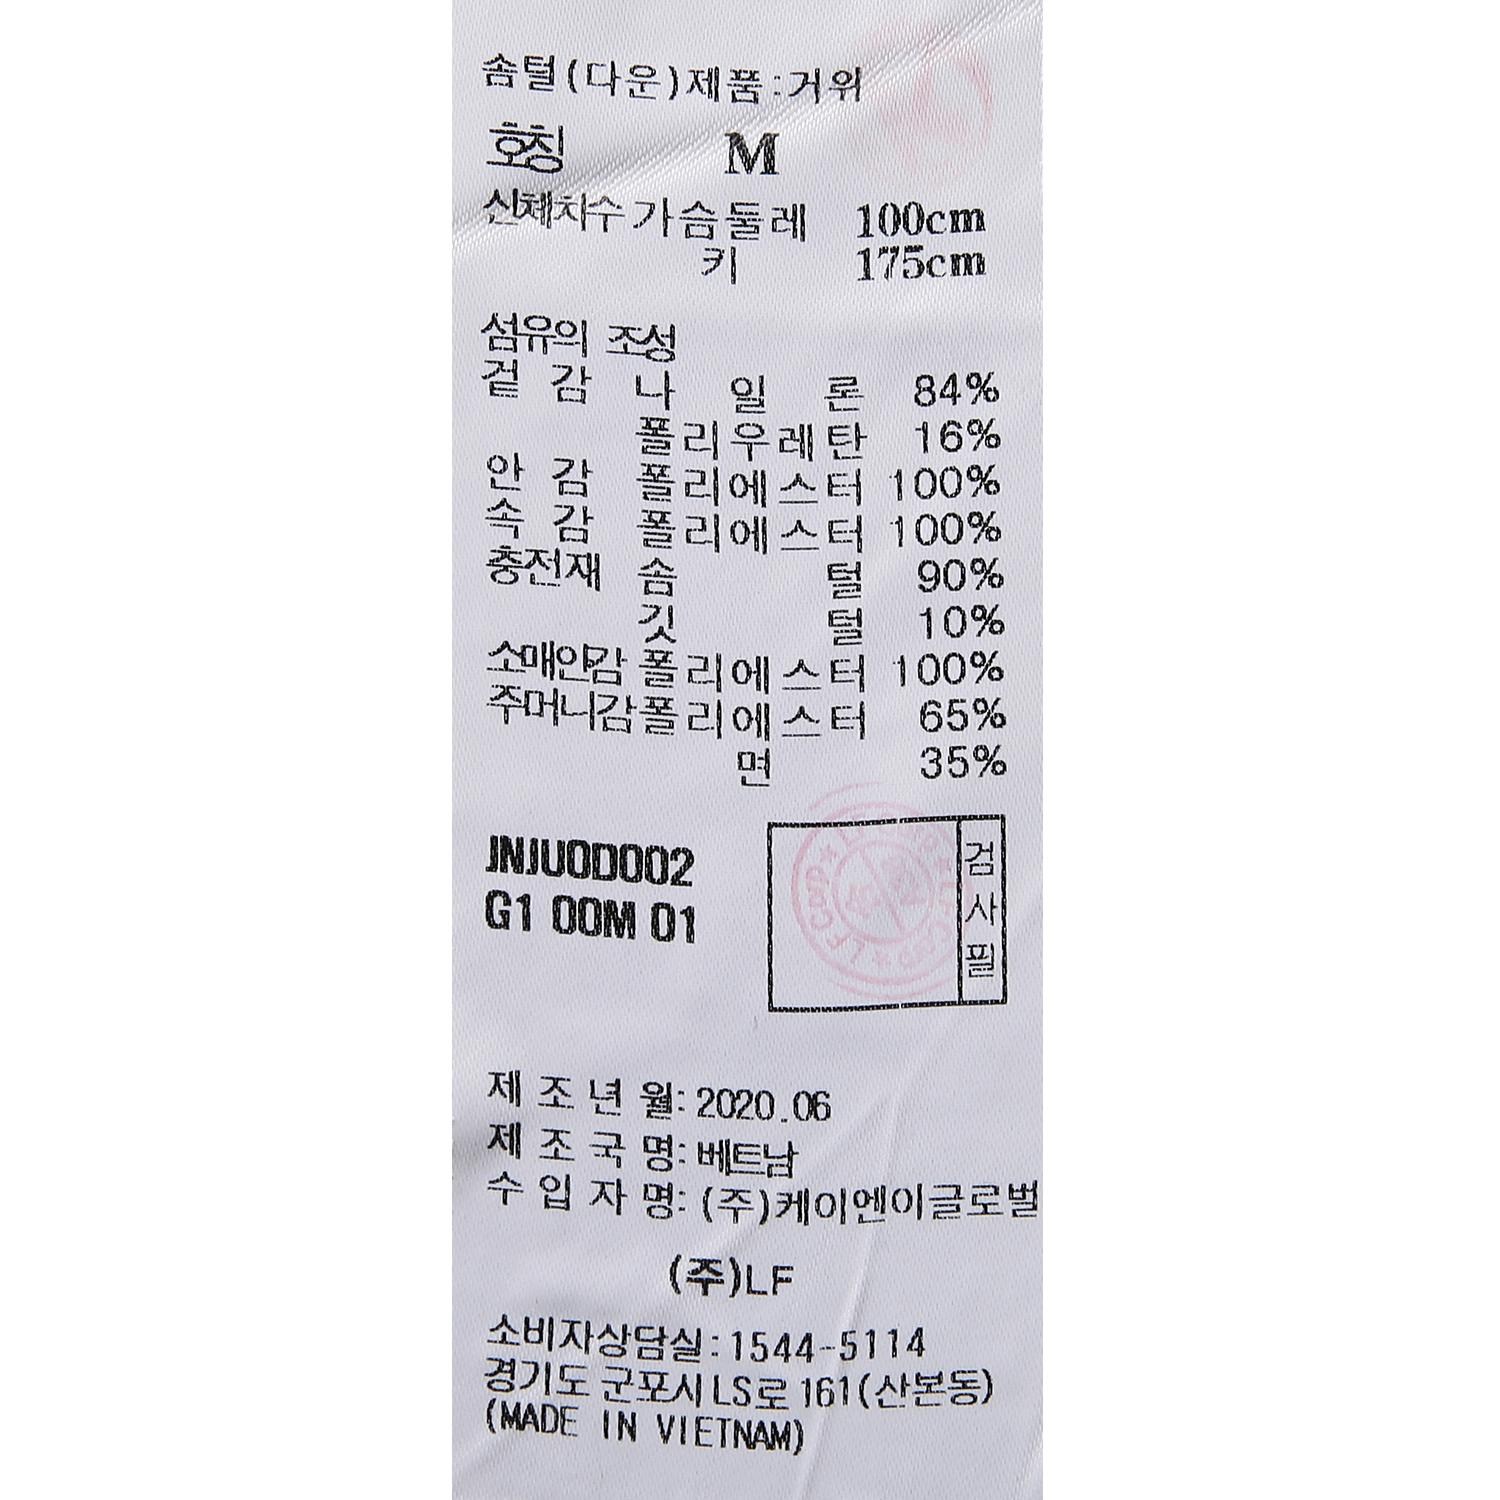 솜털(다운)제품:거위
호칭 M
신체치수 가슴둘레 100cm
키 175cm
섬유의 조성
겉 감 나 일 론 84%
폴리우레탄 16%
안 감 폴리에스터 100%
속 감 폴리에스터 100%
충전재 솜 털 90%
깃 털 10%
소매안감 폴리에스터 100%
주머니감 폴리에스터 65%
면 35%
JNJU0D002
G1 00M 01
검사필
LF Corp
제 조 년 월: 2020.06
제 조 국 명: 베트남
수 입 자 명: (주)케이엔이글로벌
(주)LF
소비자상담실:1544-5114
경기도 군포시 LS로 161(산본동)
(MADE IN VIETNAM)